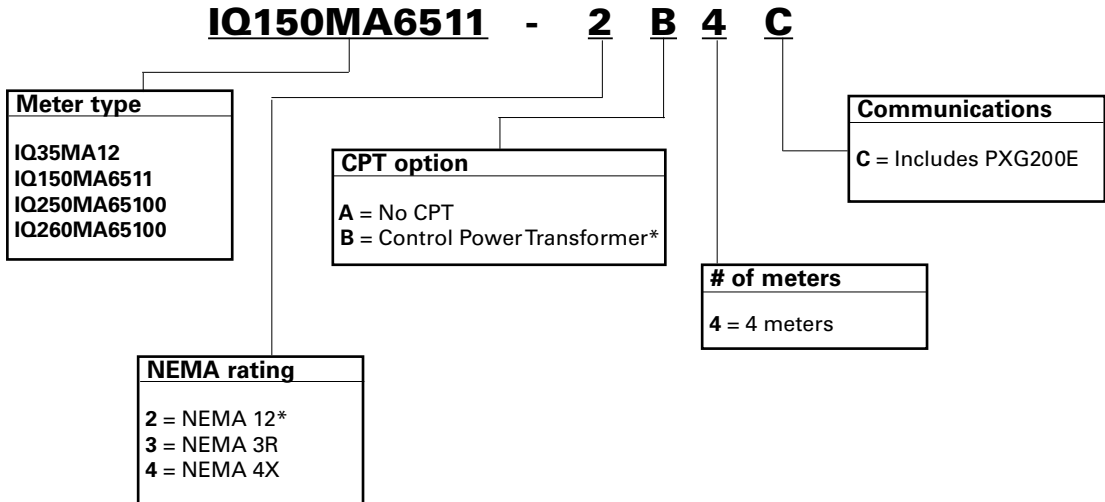 IQ150MA6511 - 2 B 4 C
Meter type
IQ35MA12
IQ150MA6511
IQ250MA65100
IQ260MA65100
CPT option
A = No CPT
B = Control Power Transformer*
Communications
C = Includes PXG200E
# of meters
4 = 4 meters
NEMA rating
2 = NEMA 12*
3 = NEMA 3R
4 = NEMA 4X